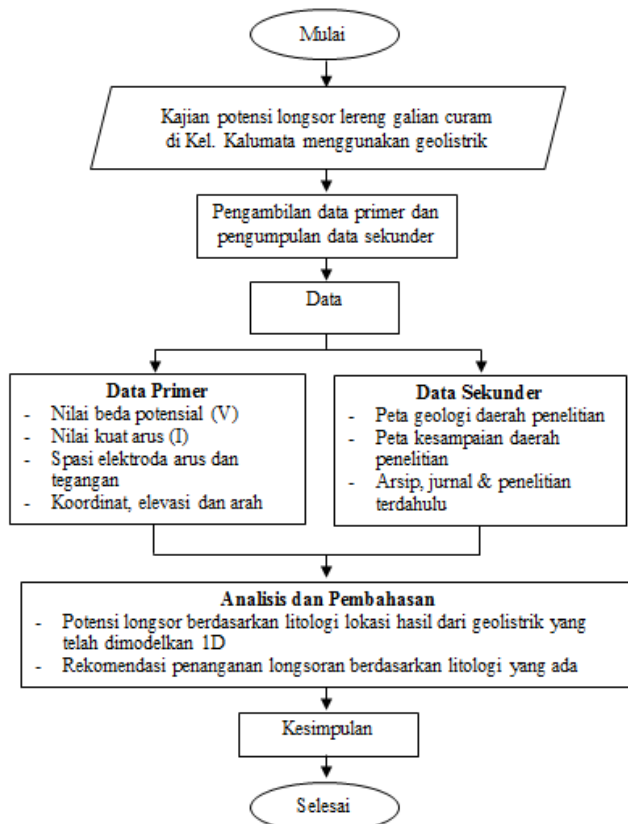 Mulai
Kajian potensi longsor lereng galian curam
di Kel. Kalumata menggunakan geolistrik
Pengambilan data primer dan
pengumpulan data sekunder
Data
Data Primer
- Nilai beda potensial (V)
- Nilai kuat arus (I)
- Spasi elektroda arus dan
tegangan
- Koordinat, elevasi dan arah
Data Sekunder
- Peta geologi daerah penelitian
- Peta kesampaian daerah
penelitian
- Arsip, jurnal & penelitian
terdahulu
Analisis dan Pembahasan
- Potensi longsor berdasarkan litologi lokasi hasil dari geolistrik yang
telah dimodelkan 1D
- Rekomendasi penanganan longsoran berdasarkan litologi yang ada
Kesimpulan
Selesai